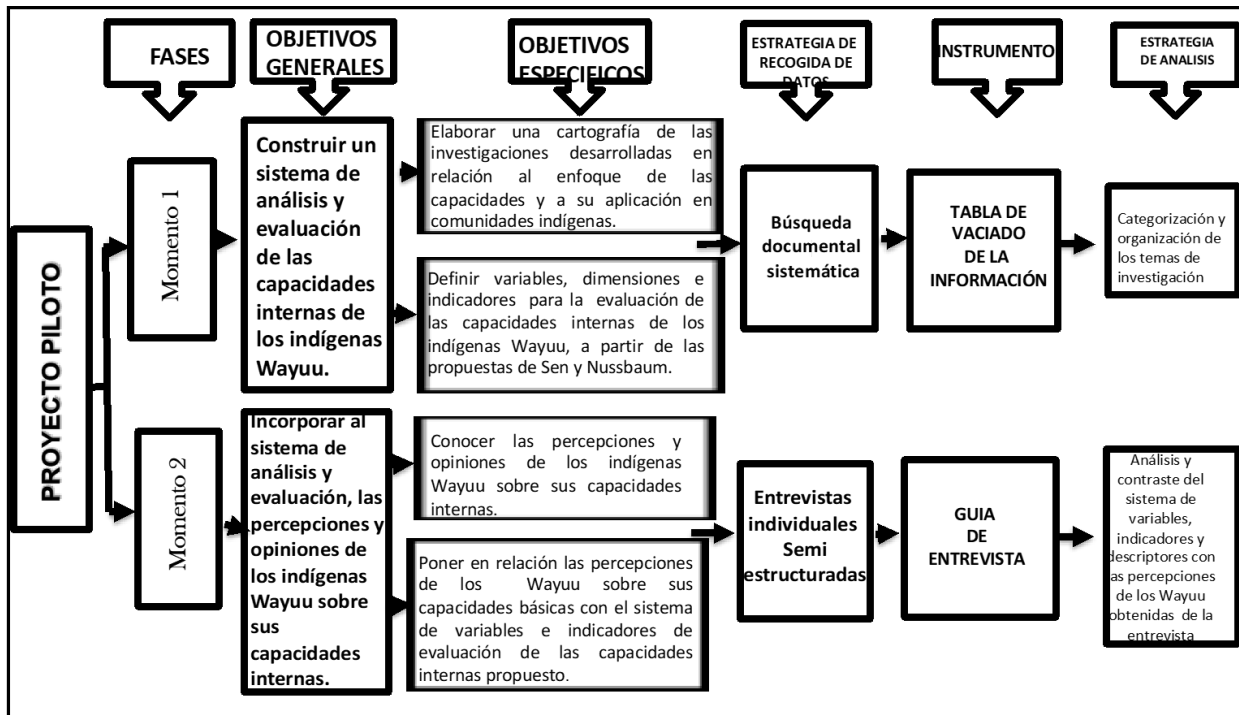 FASES
OBJETIVOS
GENERALES
OBJETIVOS
ESPECIFICOS
ESTRATEGIA DE
RECOGIDA DE
DATOS
INSTRUMENTO
ESTRATEGIA
DE ANALISIS
PROYECTO PILOTO
Momento 1
Construir un
sistema de
análisis y
evaluación
de las
capacidades
internas de
los indígenas
Wayuu.
Elaborar una cartografía de las
investigaciones desarrolladas en
relación al enfoque de las
capacidades y a su aplicación en
comunidades indígenas.
Definir variables, dimensiones e
indicadores para la evaluación de
las capacidades internas de los
indígenas Wayuu, a partir de las
propuestas de Sen y Nussbaum.
Búsqueda
documental
sistemática
TABLA DE
VACIADO
DE LA
INFORMACIÓN
Categorización y
organización de
los temas de
investigación
Momento 2
Incorporar al
sistema de
análisis y
evaluación, las
percepciones y
opiniones de
los indígenas
Wayuu sobre
sus
capacidades
internas.
Conocer las percepciones y
opiniones de los indígenas
Wayuu sobre sus capacidades
internas.
Poner en relación las percepciones
de los Wayuu sobre sus
capacidades básicas con el sistema
de variables e indicadores de
evaluación de las capacidades
internas propuesto.
Entrevistas
individuales
Semi
estructuradas
GUIA
DE
ENTREVISTA
Análisis y
contraste del
sistema de
variables,
indicadores y
descriptores con
las percepciones
de los Wayuu
obtenidas de la
entrevista